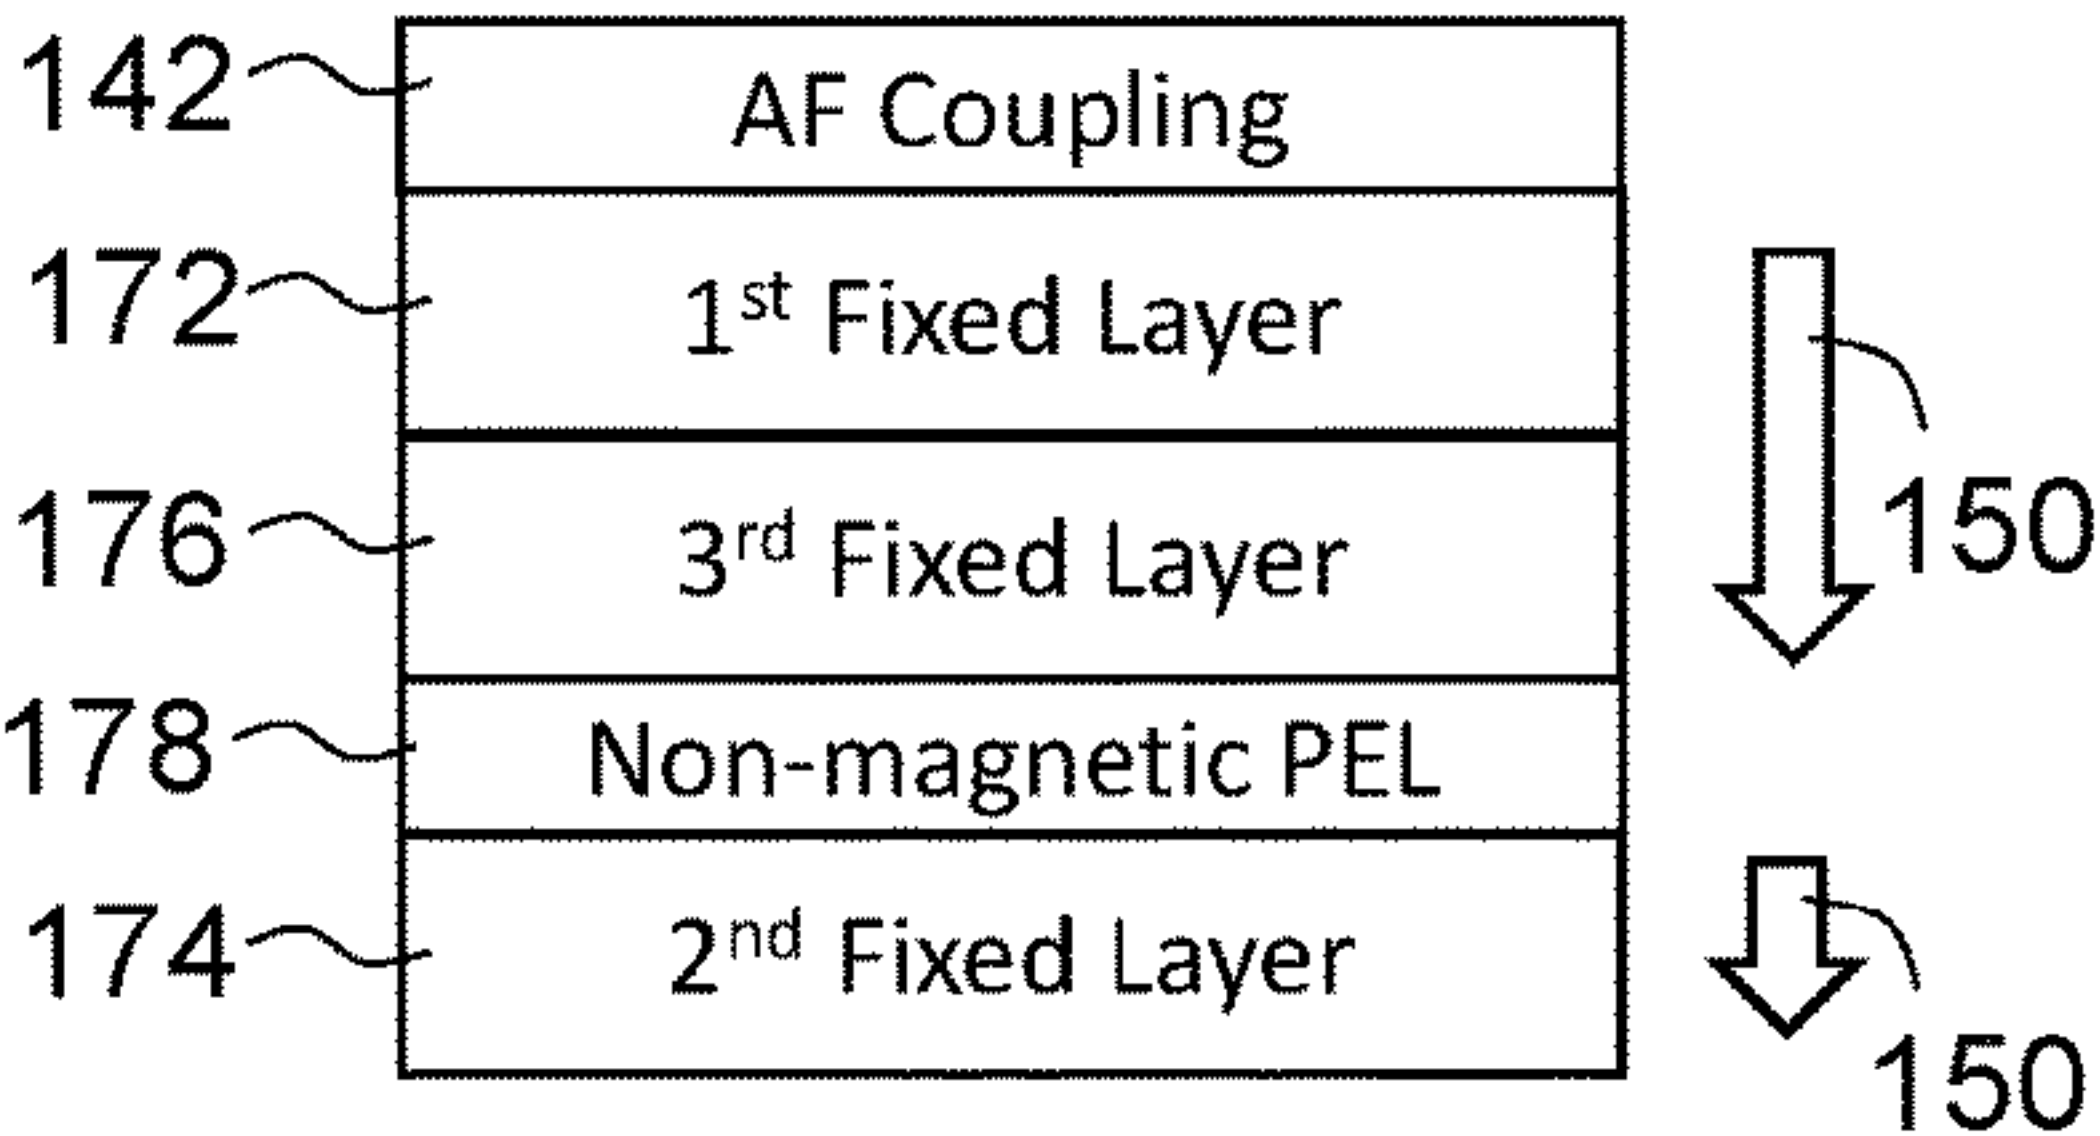 142 AF Coupling
172 1st Fixed Layer
150
176 3rd Fixed Layer
178 Non-magnetic PEL
174 2nd Fixed Layer
150